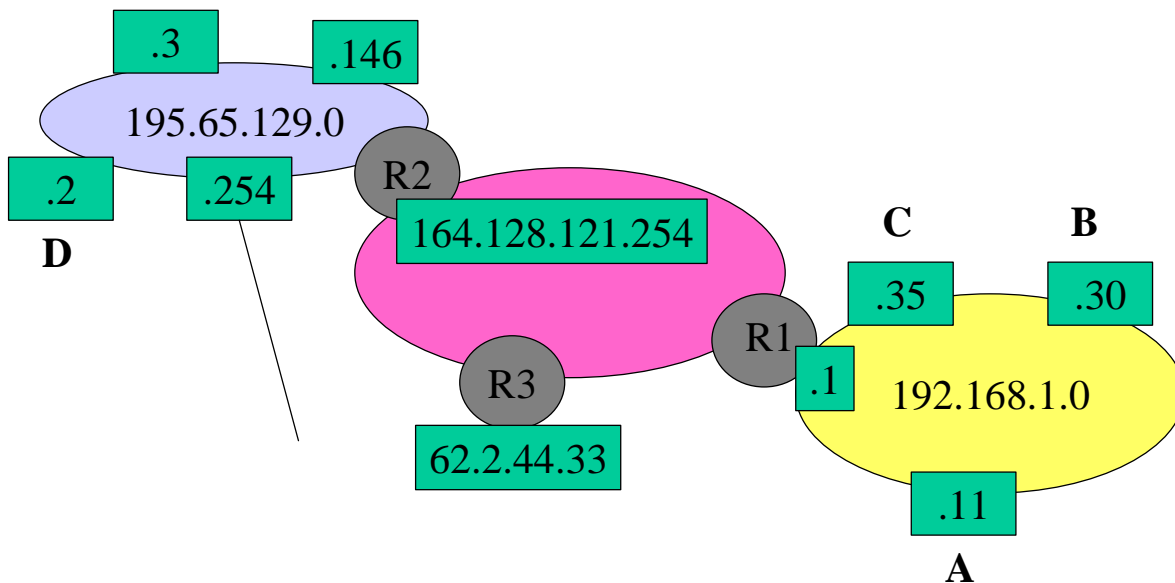 .3
.146
195.65.129.0
R2
.2
.254
164.128.121.254
D
C
B
.35
.30
R1
.1
192.168.1.0
R3
62.2.44.33
.11
A